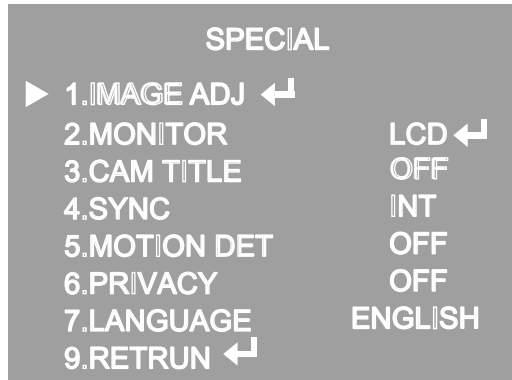 SPECIAL
1.IMAGE ADJ
2.MONITOR LCD
3.CAM TITLE OFF
4.SYNC INT
5.MOTION DET OFF
6.PRIVACY OFF
7.LANGUAGE ENGLISH
9.RETRUN